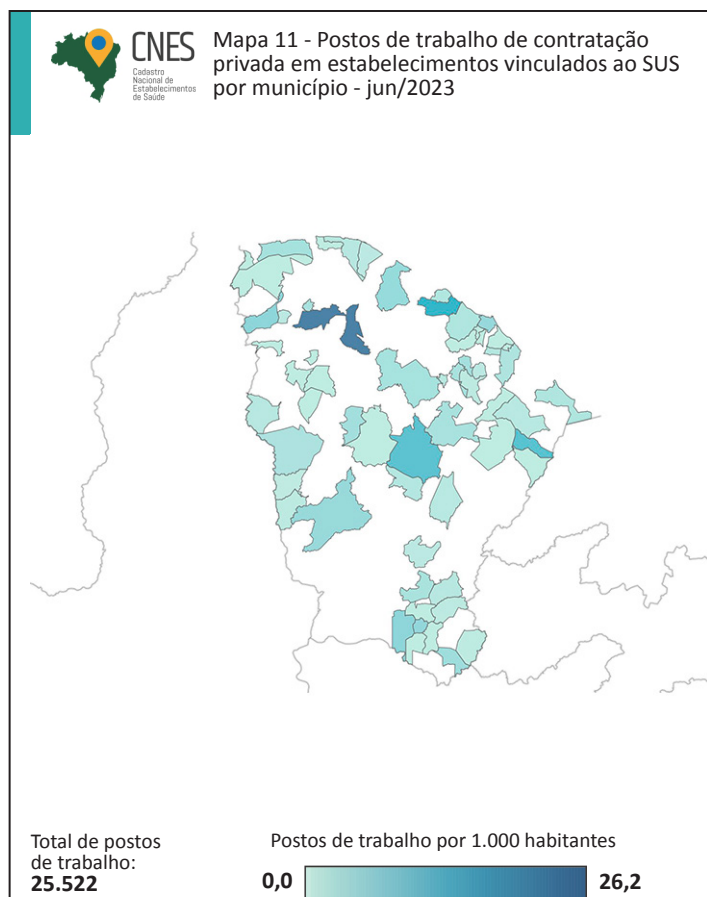 CNES
Cadastro
Nacional de
Estabelecimentos
de Saúde
Mapa 11 - Postos de trabalho de contratação
privada em estabelecimentos vinculados ao SUS
por município - jun/2023
Total de postos
de trabalho:
25.522
Postos de trabalho por 1.000 habitantes
0,0
26,2